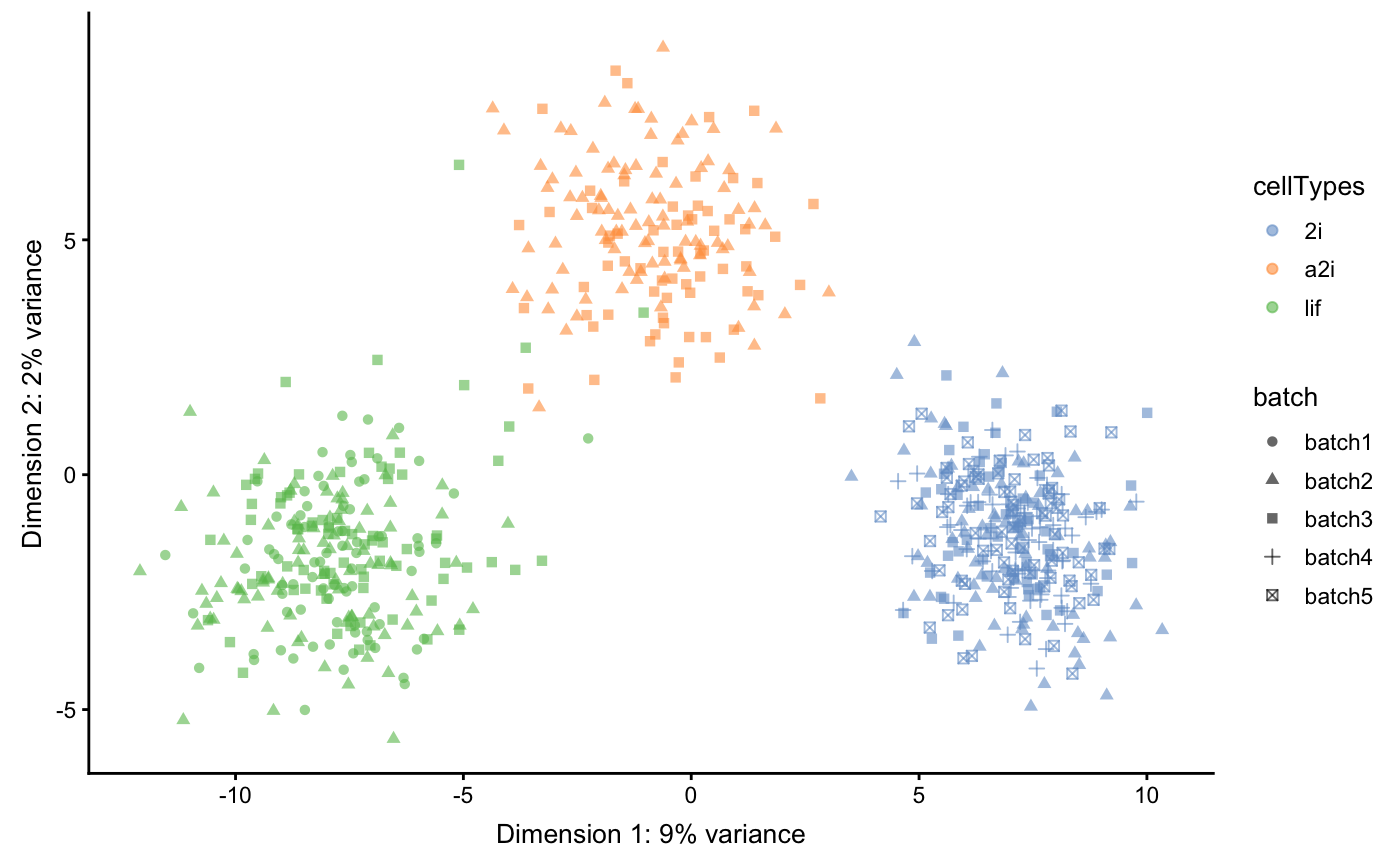 Dimension 2: 2% variance
5
0
-5
-10
-5
0
5
10
Dimension 1: 9% variance
cellTypes
2i
a2i
lif
batch
batch1
batch2
batch3
batch4
batch5